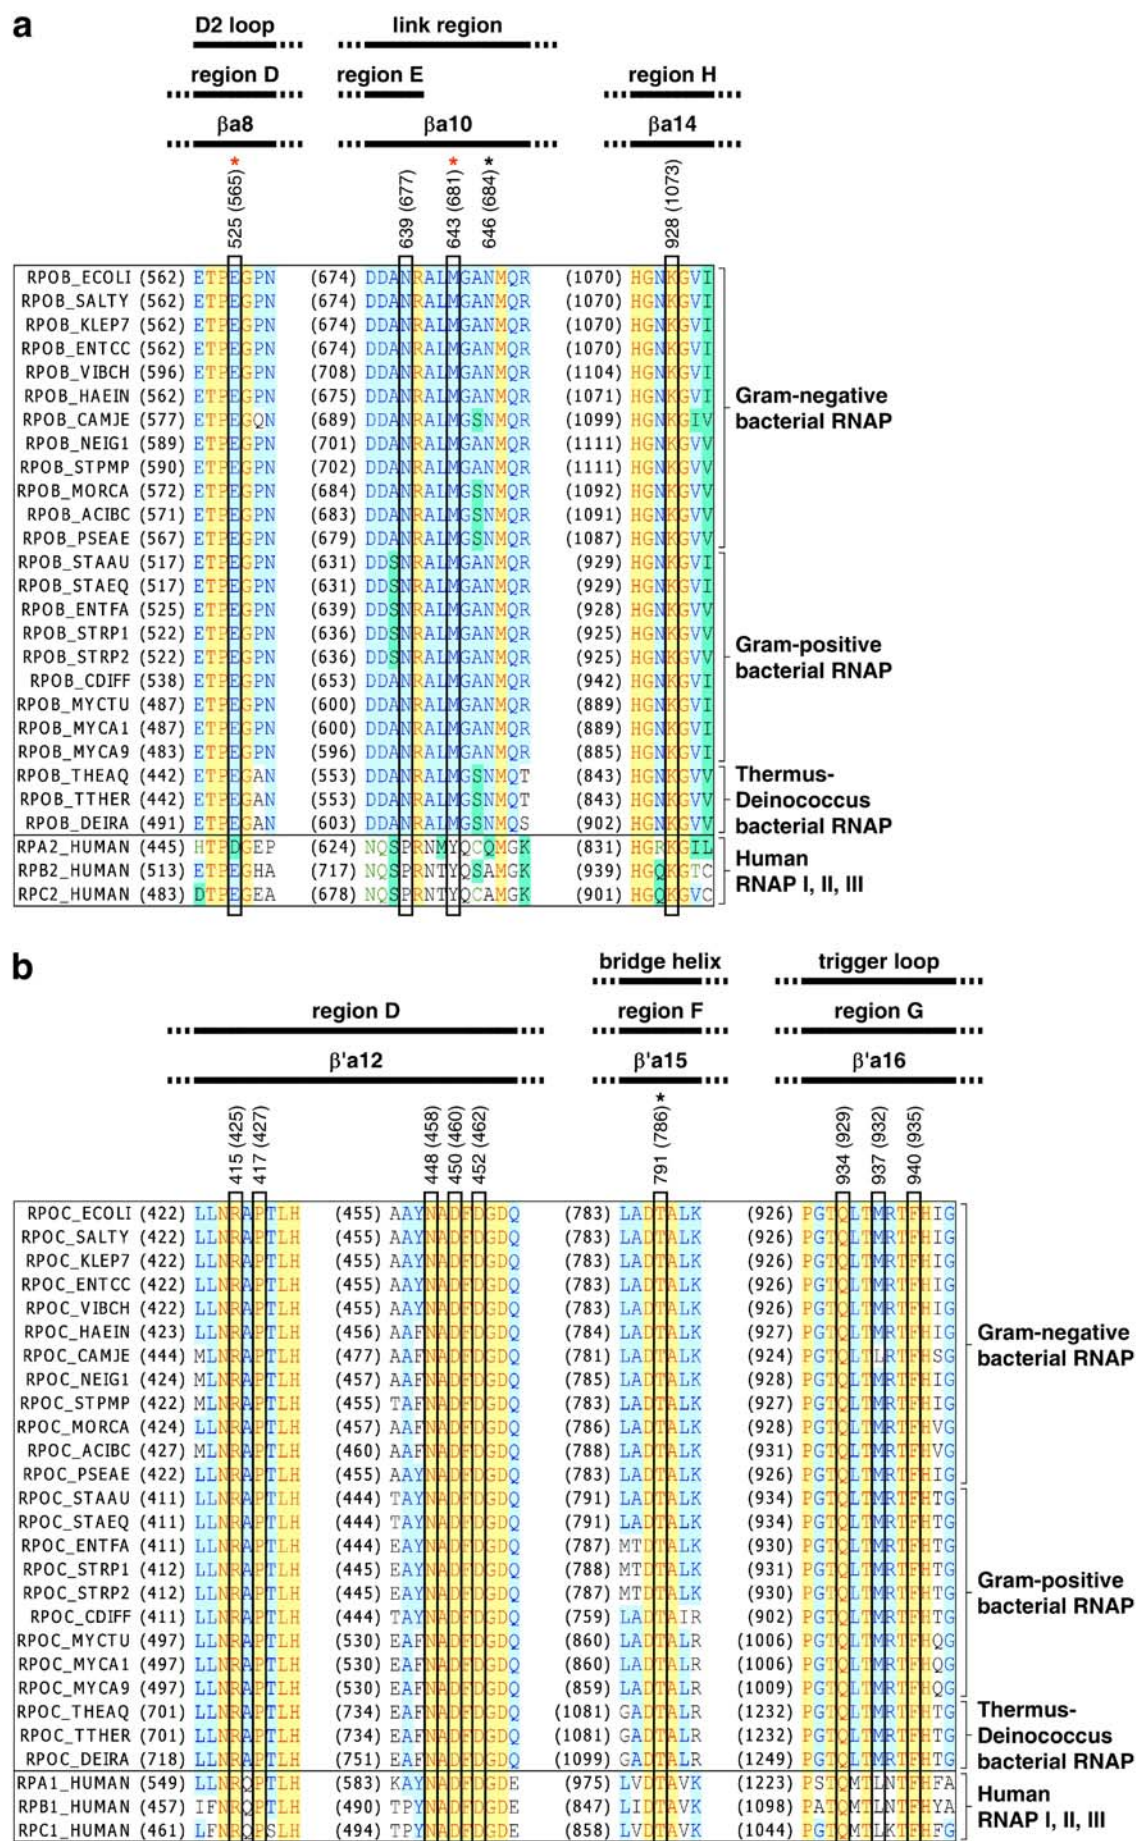 a
D2 loop link region
region D region E region H
βa8 βa10 βa14
525 (565)* 639 (677) 643 (681)* 646 (684)* 928 (1073)
RPOB_ECOLI (562) ETPEGPN (674) DDANRALMGANMQR (1070) HGNKGVI
RPOB_SALTY (562) ETPEGPN (674) DDANRALMGANMQR (1070) HGNKGVI
RPOB_KLEP7 (562) ETPEGPN (674) DDANRALMGANMQR (1070) HGNKGVI
RPOB_ENTCC (562) ETPEGPN (674) DDANRALMGANMQR (1070) HGNKGVI
RPOB_VIBCH (596) ETPEGPN (708) DDANRALMGANMQR (1104) HGNKGVI
RPOB_HAEIN (562) ETPEGPN (675) DDANRALMGANMQR (1071) HGNKGVI
RPOB_CAMJE (577) ETPEGQN (689) DDANRALMGSNMQR (1099) HGNKGIV
RPOB_NEIG1 (589) ETPEGPN (701) DDANRALMGANMQR (1111) HGNKGVV
RPOB_STPMP (590) ETPEGPN (702) DDANRALMGANMQR (1111) HGNKGVV
RPOB_MORCA (572) ETPEGPN (684) DDANRALMGSNMQR (1092) HGNKGVV
RPOB_ACIBC (571) ETPEGPN (683) DDANRALMGSNMQR (1091) HGNKGVV
RPOB_PSEAE (567) ETPEGPN (679) DDANRALMGSNMQR (1087) HGNKGVV
Gram-negative
bacterial RNAP
RPOB_STAAU (517) ETPEGPN (631) DDSNRALMGANMQR (929) HGNKGVI
RPOB_STAEQ (517) ETPEGPN (631) DDSNRALMGANMQR (929) HGNKGVI
RPOB_ENTFA (525) ETPEGPN (639) DDSNRALMGANMQR (928) HGNKGVV
RPOB_STRP1 (522) ETPEGPN (636) DDSNRALMGANMQR (925) HGNKGVV
RPOB_STRP2 (522) ETPEGPN (636) DDSNRALMGANMQR (925) HGNKGVV
RPOB_CDIFF (538) ETPEGPN (653) DDANRALMGANMQR (942) HGNKGVV
RPOB_MYCTU (487) ETPEGPN (600) DDANRALMGANMQR (889) HGNKGVI
RPOB_MYCA1 (487) ETPEGPN (600) DDANRALMGANMQR (889) HGNKGVI
RPOB_MYCA9 (483) ETPEGPN (596) DDANRALMGANMQR (885) HGNKGVI
Gram-positive
bacterial RNAP
RPOB_THEAQ (442) ETPEGAN (553) DDANRALMGSNMQT (843) HGNKGVV
RPOB_TTHER (442) ETPEGAN (553) DDANRALMGSNMQT (843) HGNKGVV
RPOB_DEIRA (491) ETPEGAN (603) DDANRALMGSNMQS (902) HGNKGVV
Thermus-
Deinococcus
bacterial RNAP
RPA2_HUMAN (445) HTPDGEP (624) NQSPRNMYQCQMGK (831) HGRKGIL
RPB2_HUMAN (513) ETPEGHA (717) NQSPRNTYQSAMGK (939) HGQKGTC
RPC2_HUMAN (483) DTPEGEA (678) NQSPRNTYQCAMGK (901) HGQKGVC
Human
RNAP I, II, III
b
bridge helix trigger loop
region D region F region G
β'a12 β'a15 β'a16
415 (425) 417 (427) 448 (458) 450 (460) 452 (462) 791 (786)* 934 (929) 937 (932) 940 (935)
RPOC_ECOLI (422) LLNRAPTLH (455) AAYNADFDGDQ (783) LADTALK (926) PGTQLTMRTFHIG
RPOC_SALTY (422) LLNRAPTLH (455) AAYNADFDGDQ (783) LADTALK (926) PGTQLTMRTFHIG
RPOC_KLEP7 (422) LLNRAPTLH (455) AAYNADFDGDQ (783) LADTALK (926) PGTQLTMRTFHIG
RPOC_ENTCC (422) LLNRAPTLH (455) AAYNADFDGDQ (783) LADTALK (926) PGTQLTMRTFHIG
RPOC_VIBCH (422) LLNRAPTLH (455) AAYNADFDGDQ (783) LADTALK (926) PGTQLTMRTFHIG
RPOC_HAEIN (423) LLNRAPTLH (456) AAFNADFDGDQ (784) LADTALK (927) PGTQLTMRTFHIG
RPOC_CAMJE (444) MLNRAPTLH (477) AAFNADFDGDQ (781) LADTALK (924) PGTQLTLRTFHSG
RPOC_NEIG1 (424) MLNRAPTLH (457) AAFNADFDGDQ (785) LADTALK (928) PGTQLTMRTFHIG
RPOC_STPMP (422) MLNRAPTLH (455) TAFNADFDGDQ (783) LADTALK (927) PGTQLTMRTFHIG
RPOC_MORCA (424) LLNRAPTLH (457) AAFNADFDGDQ (786) LADTALK (928) PGTQLTMRTFHVG
RPOC_ACIBC (427) MLNRAPTLH (460) AAFNADFDGDQ (788) LADTALK (931) PGTQLTMRTFHVG
RPOC_PSEAE (422) LLNRAPTLH (455) AAYNADFDGDQ (783) LADTALK (926) PGTQLTMRTFHIG
Gram-negative
bacterial RNAP
RPOC_STAAU (411) LLNRAPTLH (444) TAYNADFDGDQ (791) LADTALK (934) PGTQLTMRTFHTG
RPOC_STAEQ (411) LLNRAPTLH (444) TAYNADFDGDQ (791) LADTALK (934) PGTQLTMRTFHTG
RPOC_ENTFA (411) LLNRAPTLH (444) EAYNADFDGDQ (787) MTDTALK (930) PGTQLTMRTFHTG
RPOC_STRP1 (412) LLNRAPTLH (445) EAYNADFDGDQ (788) MTDTALK (931) PGTQLTMRTFHTG
RPOC_STRP2 (412) LLNRAPTLH (445) EAYNADFDGDQ (787) MTDTALK (930) PGTQLTMRTFHTG
RPOC_CDIFF (411) LLNRAPTLH (444) TAYNADFDGDQ (759) LADTAIR (902) PGTQLTMRTFHTG
RPOC_MYCTU (497) LLNRAPTLH (530) EAFNADFDGDQ (860) LADTALR (1006) PGTQLTMRTFHQG
RPOC_MYCA1 (497) LLNRAPTLH (530) EAFNADFDGDQ (860) LADTALR (1006) PGTQLTMRTFHQG
RPOC_MYCA9 (497) LLNRAPTLH (530) EAFNADFDGDQ (859) LADTALR (1009) PGTQLTMRTFHQG
Gram-positive
bacterial RNAP
RPOC_THEAQ (701) LLNRAPTLH (734) EAFNADFDGDQ (1081) GADTALR (1232) PGTQLTMRTFHTG
RPOC_TTHER (701) LLNRAPTLH (734) EAFNADFDGDQ (1081) GADTALR (1232) PGTQLTMRTFHTG
RPOC_DEIRA (718) LLNRAPTLH (751) EAFNADFDGDQ (1099) GADTALR (1249) PGTQLTMRTFHTG
Thermus-
Deinococcus
bacterial RNAP
RPA1_HUMAN (549) LLNRQPTLH (583) KAYNADFDGDE (975) LVDTAVK (1223) PSTQMTLNTFHFA
RPB1_HUMAN (457) IFNRQPTLH (490) TPYNADFDGDE (847) LIDTAVK (1098) PATQMTLNTFHYA
RPC1_HUMAN (461) LFNRQPSLH (494) TPYNADFDGDE (858) LVDTAVK (1044) PGTQMTLKTFHFG
Human
RNAP I, II, III